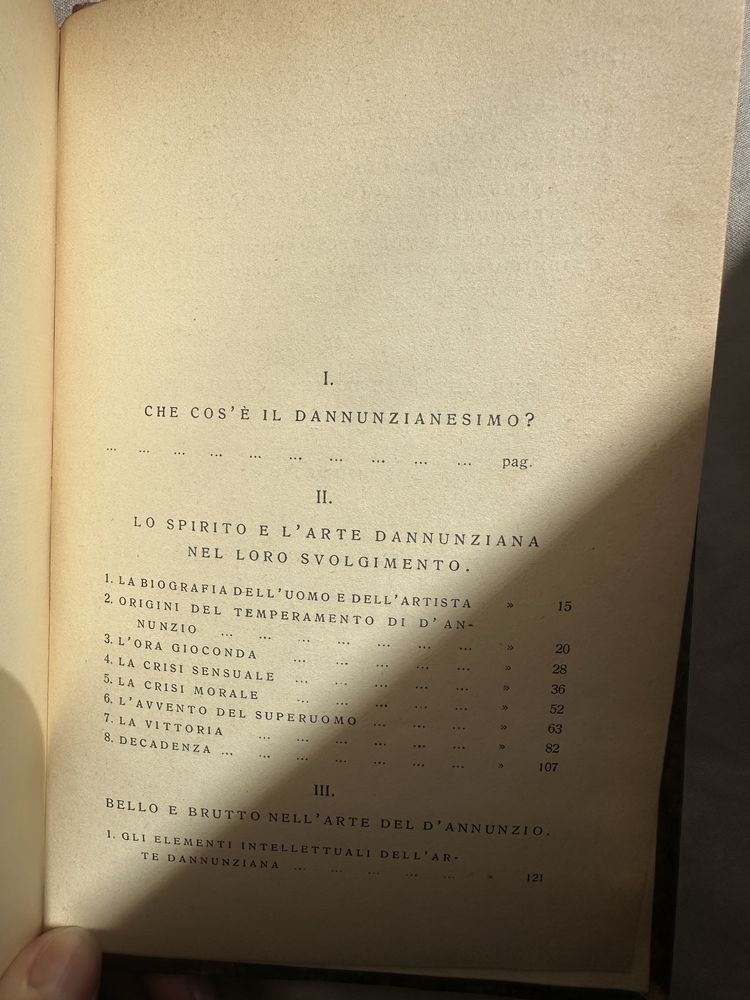 I.
CHE COS'È IL DANNUNZIANESIMO?
... ... ... ... ... ... ... ... ... ... pag.
II.
LO SPIRITO E L'ARTE DANNUNZIANA
NEL LORO SVOLGIMENTO.
1. LA BIOGRAFIA DELL'UOMO E DELL'ARTISTA » 15
2. ORIGINI DEL TEMPERAMENTO DI D'AN-
NUNZIO ... ... ... ... ... ... ... » 20
3. L'ORA GIOCONDA ... ... ... ... ... » 28
4. LA CRISI SENSUALE ... ... ... ... ... » 36
5. LA CRISI MORALE ... ... ... ... ... » 52
6. L'AVVENTO DEL SUPERUOMO ... ... ... » 63
7. LA VITTORIA ... ... ... ... ... ... » 82
8. DECADENZA ... ... ... ... ... ... ... » 107
III.
BELLO E BRUTTO NELL'ARTE DEL D'ANNUNZIO.
1. GLI ELEMENTI INTELLETTUALI DELL'AR-
TE DANNUNZIANA ... ... ... ... ... » 121